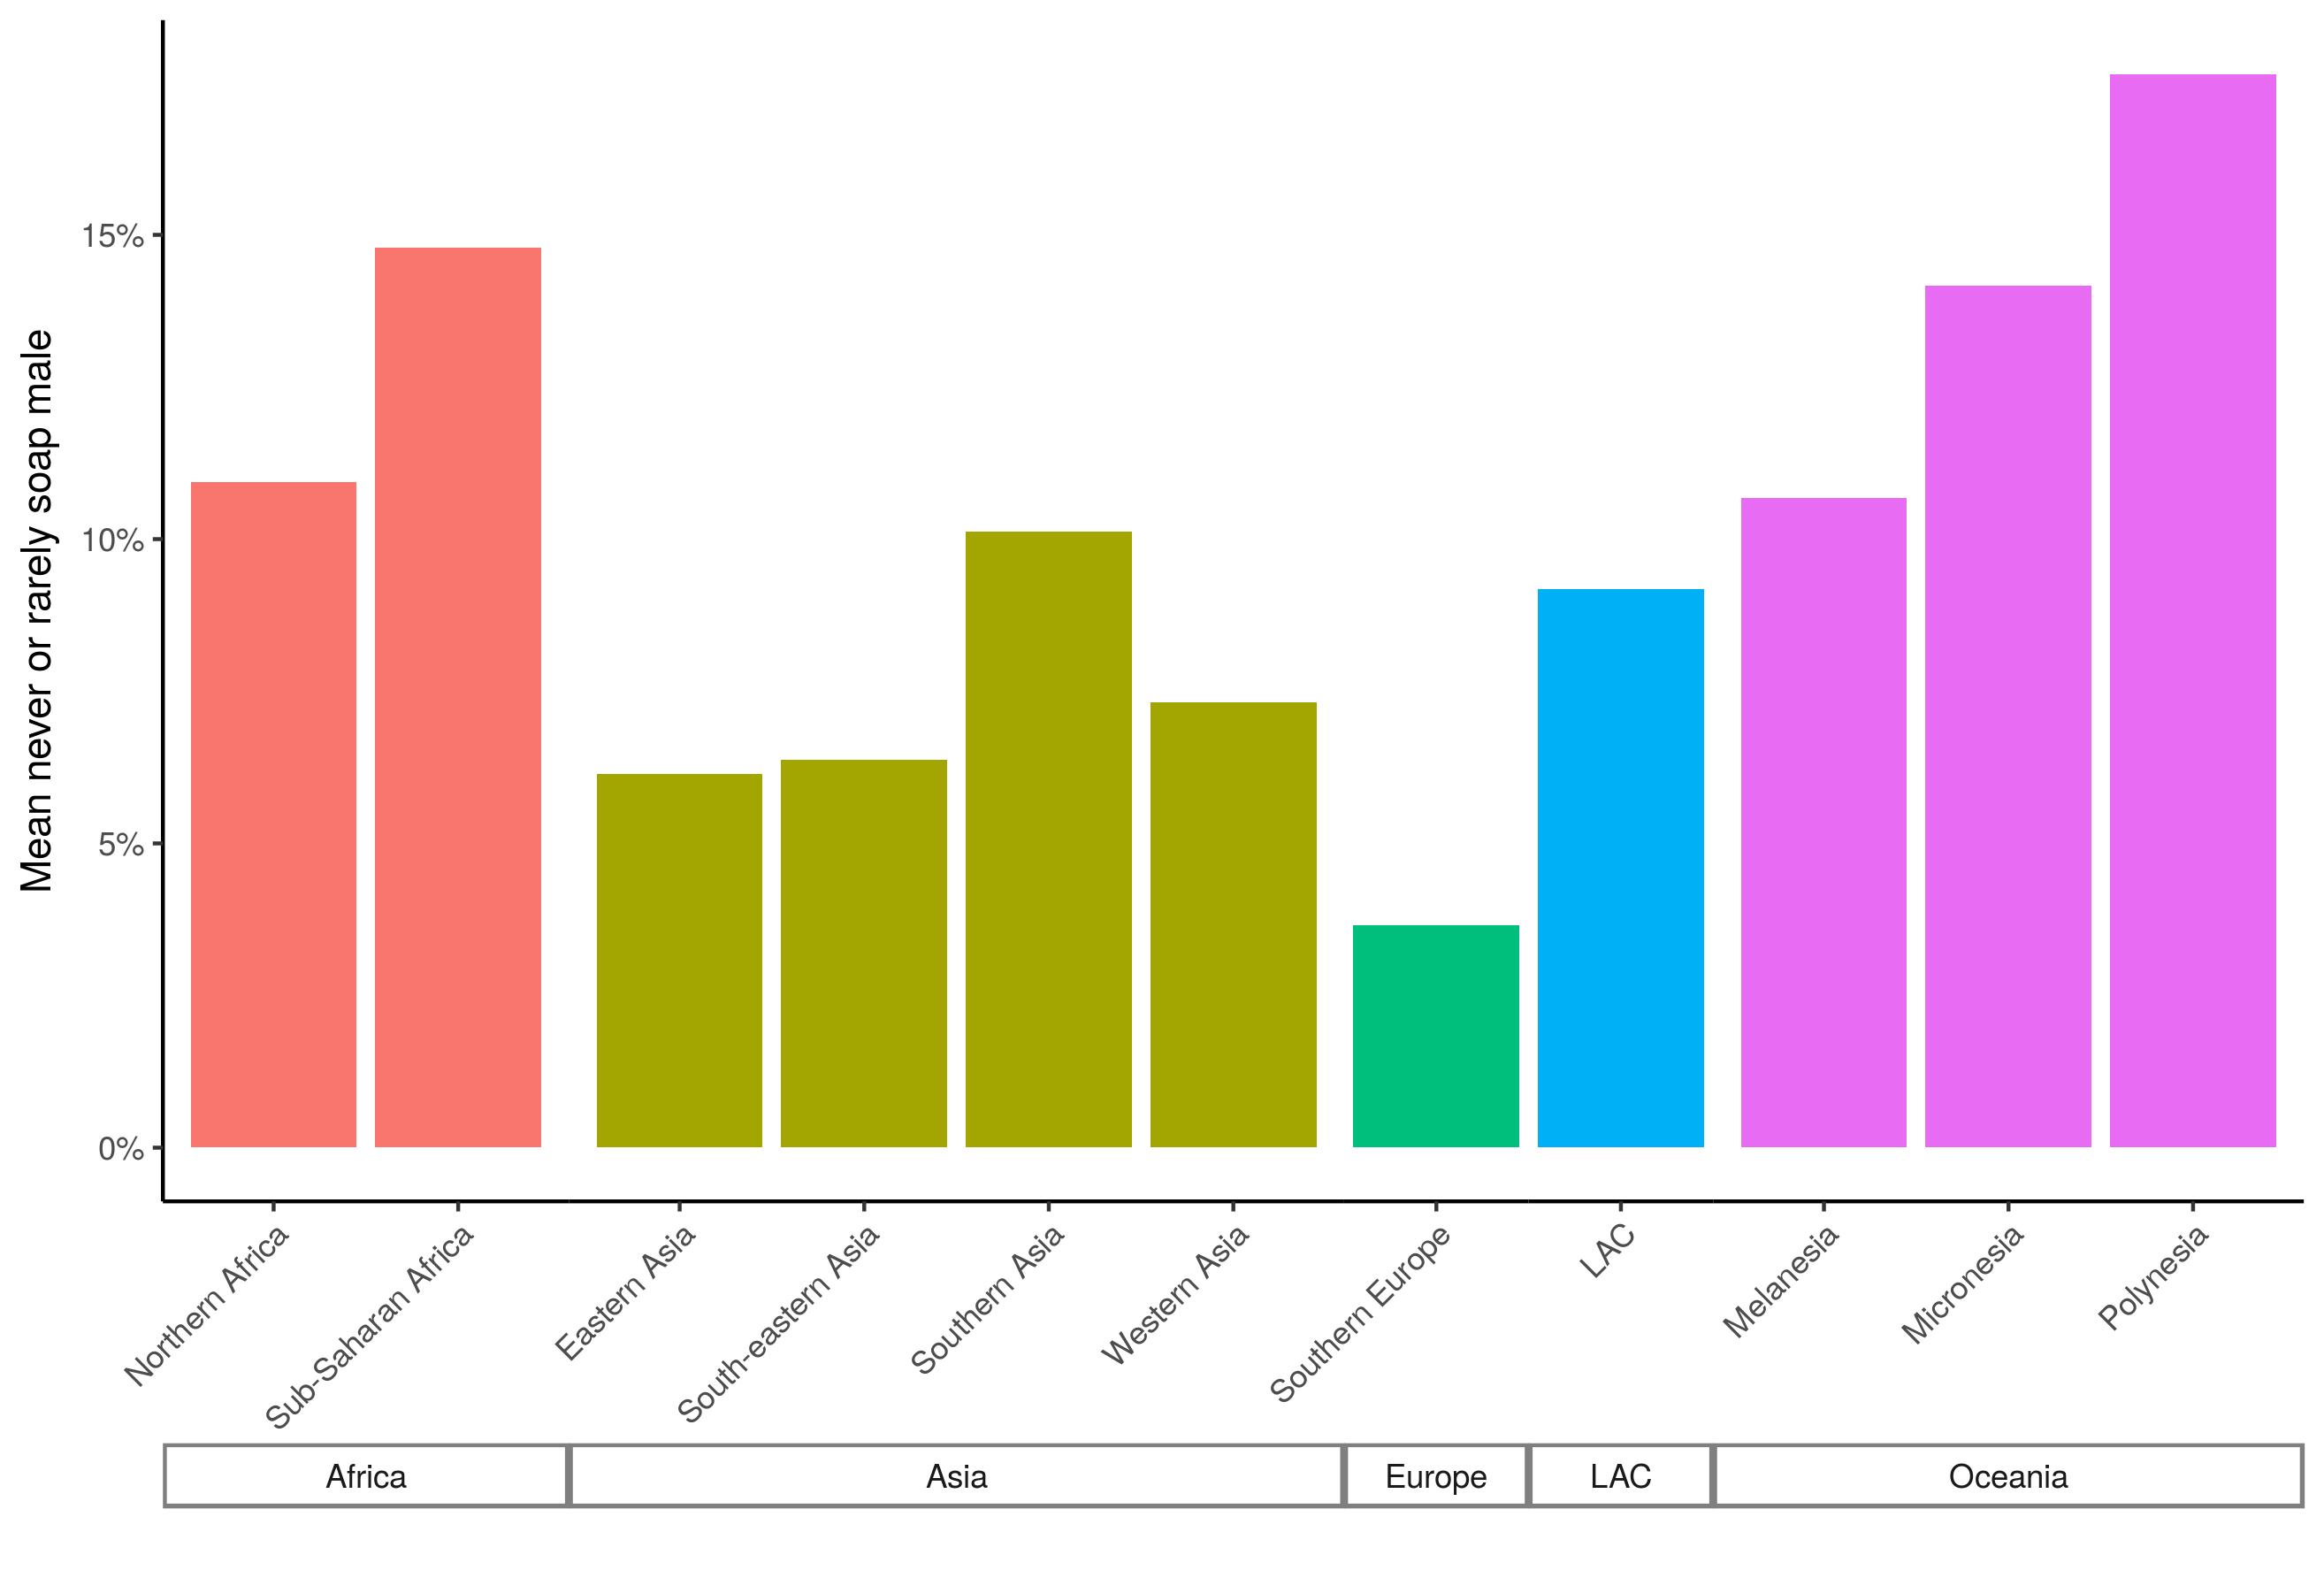 Mean never or rarely soap male
15%
10%
5%
0%
Northern Africa
Sub-Saharan Africa
Eastern Asia
South-eastern Asia
Southern Asia
Western Asia
Southern Europe
LAC
Melanesia
Micronesia
Polynesia
Africa
Asia
Europe
LAC
Oceania